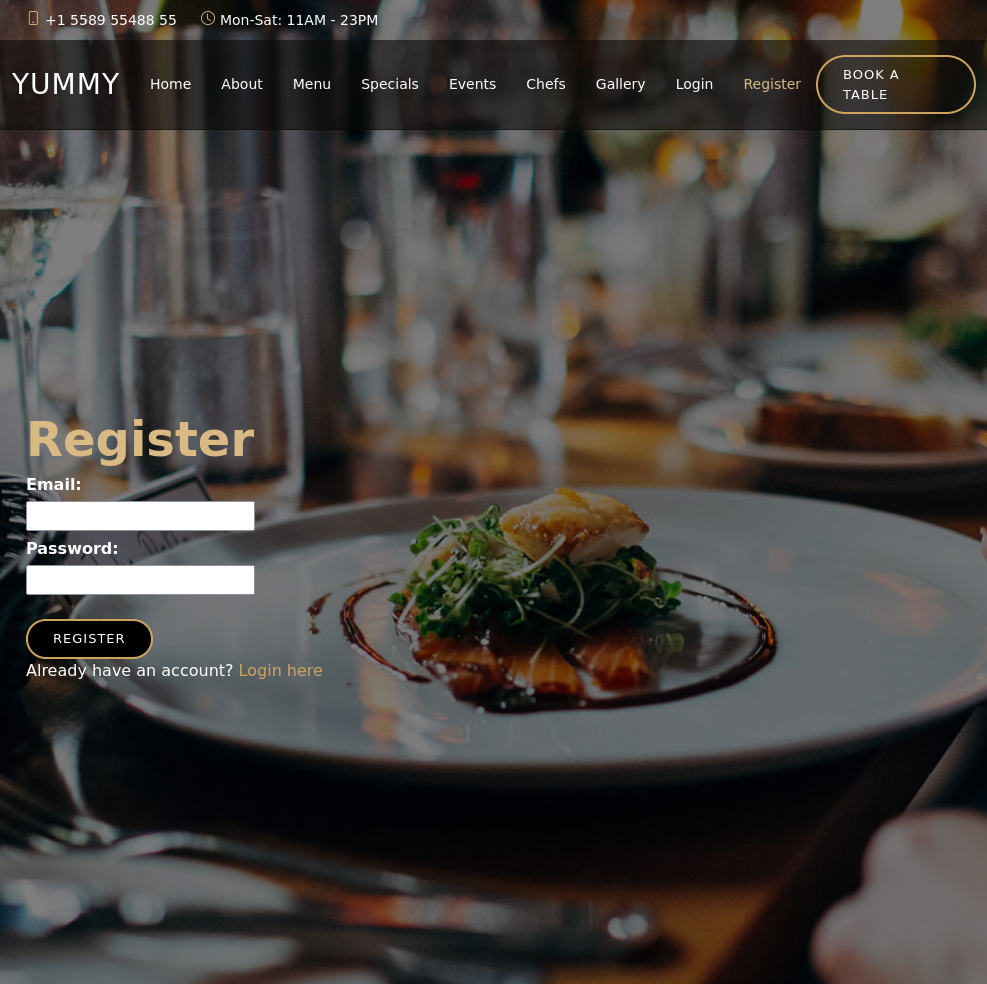 +1 5589 55488 55 Mon-Sat: 11AM - 23PM
YUMMY Home About Menu Specials Events Chefs Gallery Login Register BOOK A TABLE
Register
Email:
Password:
REGISTER
Already have an account? Login here